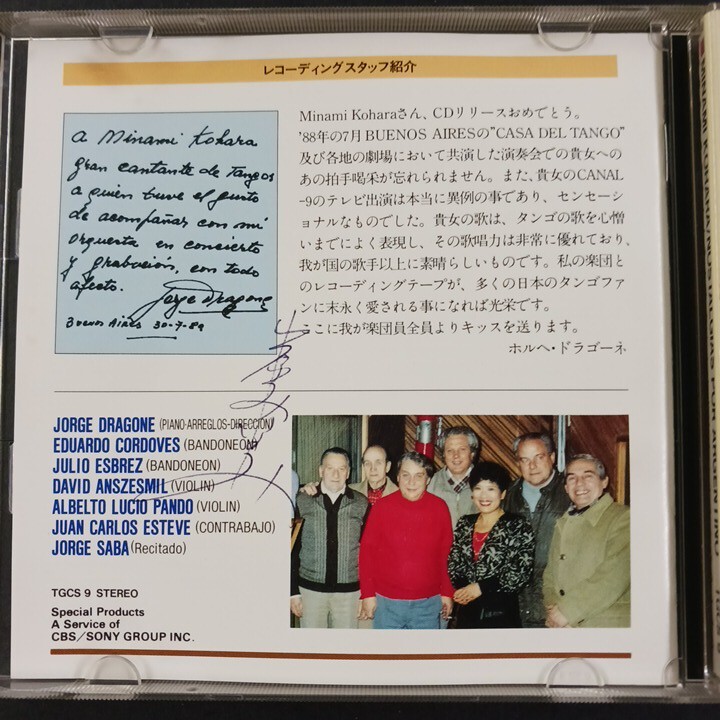 レコーディングスタッフ紹介
a Minami Kohara
gran cantante de tangos
a quien tuve el gusto
de acompañar con mi
orquesta en concierto
y grabación, con todo
afecto.
Jorge Dragone
Buenos Aires 30-7-89
Minami Koharaさん、CDリリースおめでとう。
'88年の7月BUENOS AIRESの"CASA DEL TANGO"
及び各地の劇場において共演した演奏会での貴女への
あの拍手喝采が忘れられません。また、貴女のCANAL
-9のテレビ出演は本当に異例の事であり、センセーシ
ョナルなものでした。貴女の歌は、タンゴの歌を心憎
いまでによく表現し、その歌唱力は非常に優れており、
我が国の歌手以上に素晴らしいものです。私の楽団と
のレコーディングテープが、多くの日本のタンゴファ
ンに末永く愛される事になれば光栄です。
ここに我が楽団員全員よりキッスを送ります。
ホルヘ・ドラゴーネ
JORGE DRAGONE (PIANO-ARREGLOS-DIRECCION)
EDUARDO CORDOVES (BANDONEON)
JULIO ESBREZ (BANDONEON)
DAVID ANSZESMIL (VIOLIN)
ALBELTO LUCIO PANDO (VIOLIN)
JUAN CARLOS ESTEVE (CONTRABAJO)
JORGE SABA (Recitado)
TGCS 9 STEREO
Special Products
A Service of
CBS/SONY GROUP INC.